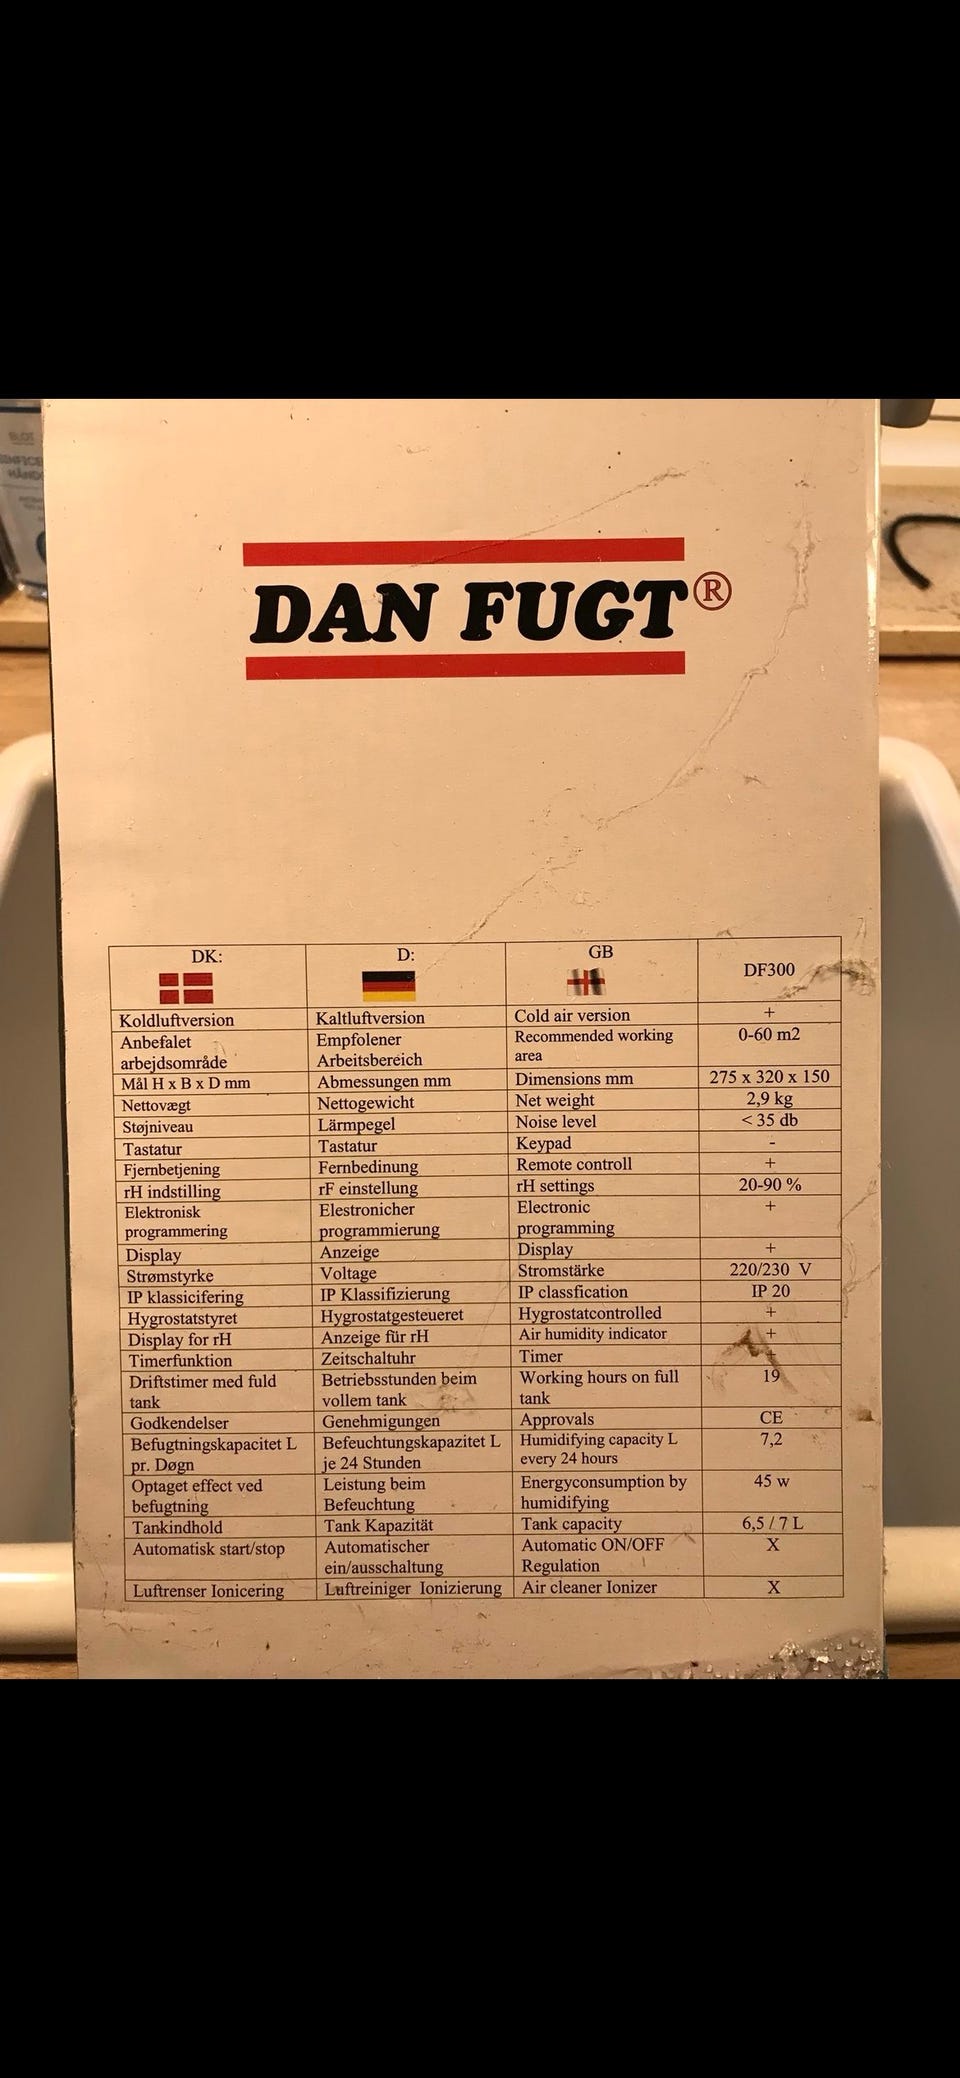 DAN FUGT®
DK: D: GB DF300
Koldluftversion Kaltluftversion Cold air version +
Anbefalet Empfolener Recommended working 0-60 m2
arbejdsområde Arbeitsbereich area
Mål H x B x D mm Abmessungen mm Dimensions mm 275 x 320 x 150
Nettovægt Nettogewicht Net weight 2,9 kg
Støjniveau Lärmpegel Noise level < 35 db
Tastatur Tastatur Keypad -
Fjernbetjening Fernbedinung Remote controll +
rH indstilling rF einstellung rH settings 20-90 %
Elektronisk Elestronicher Electronic +
programmering programmierung programming
Display Anzeige Display +
Strømstyrke Voltage Stromstärke 220/230 V
IP klassicifering IP Klassifizierung IP classfication IP 20
Hygrostatstyret Hygrostatgesteueret Hygrostatcontrolled +
Display for rH Anzeige für rH Air humidity indicator +
Timerfunktion Zeitschaltuhr Timer +
Driftstimer med fuld Betriebsstunden beim Working hours on full 19
tank vollem tank tank
Godkendelser Genehmigungen Approvals CE
Befugtningskapacitet L Befeuchtungskapazitet L Humidifying capacity L 7,2
pr. Døgn je 24 Stunden every 24 hours
Optaget effect ved Leistung beim Energyconsumption by 45 w
befugtning Befeuchtung humidifying
Tankindhold Tank Kapazität Tank capacity 6,5 / 7 L
Automatisk start/stop Automatischer Automatic ON/OFF X
ein/ausschaltung Regulation
Luftrenser Ionicering Luftreiniger Ionizierung Air cleaner Ionizer X